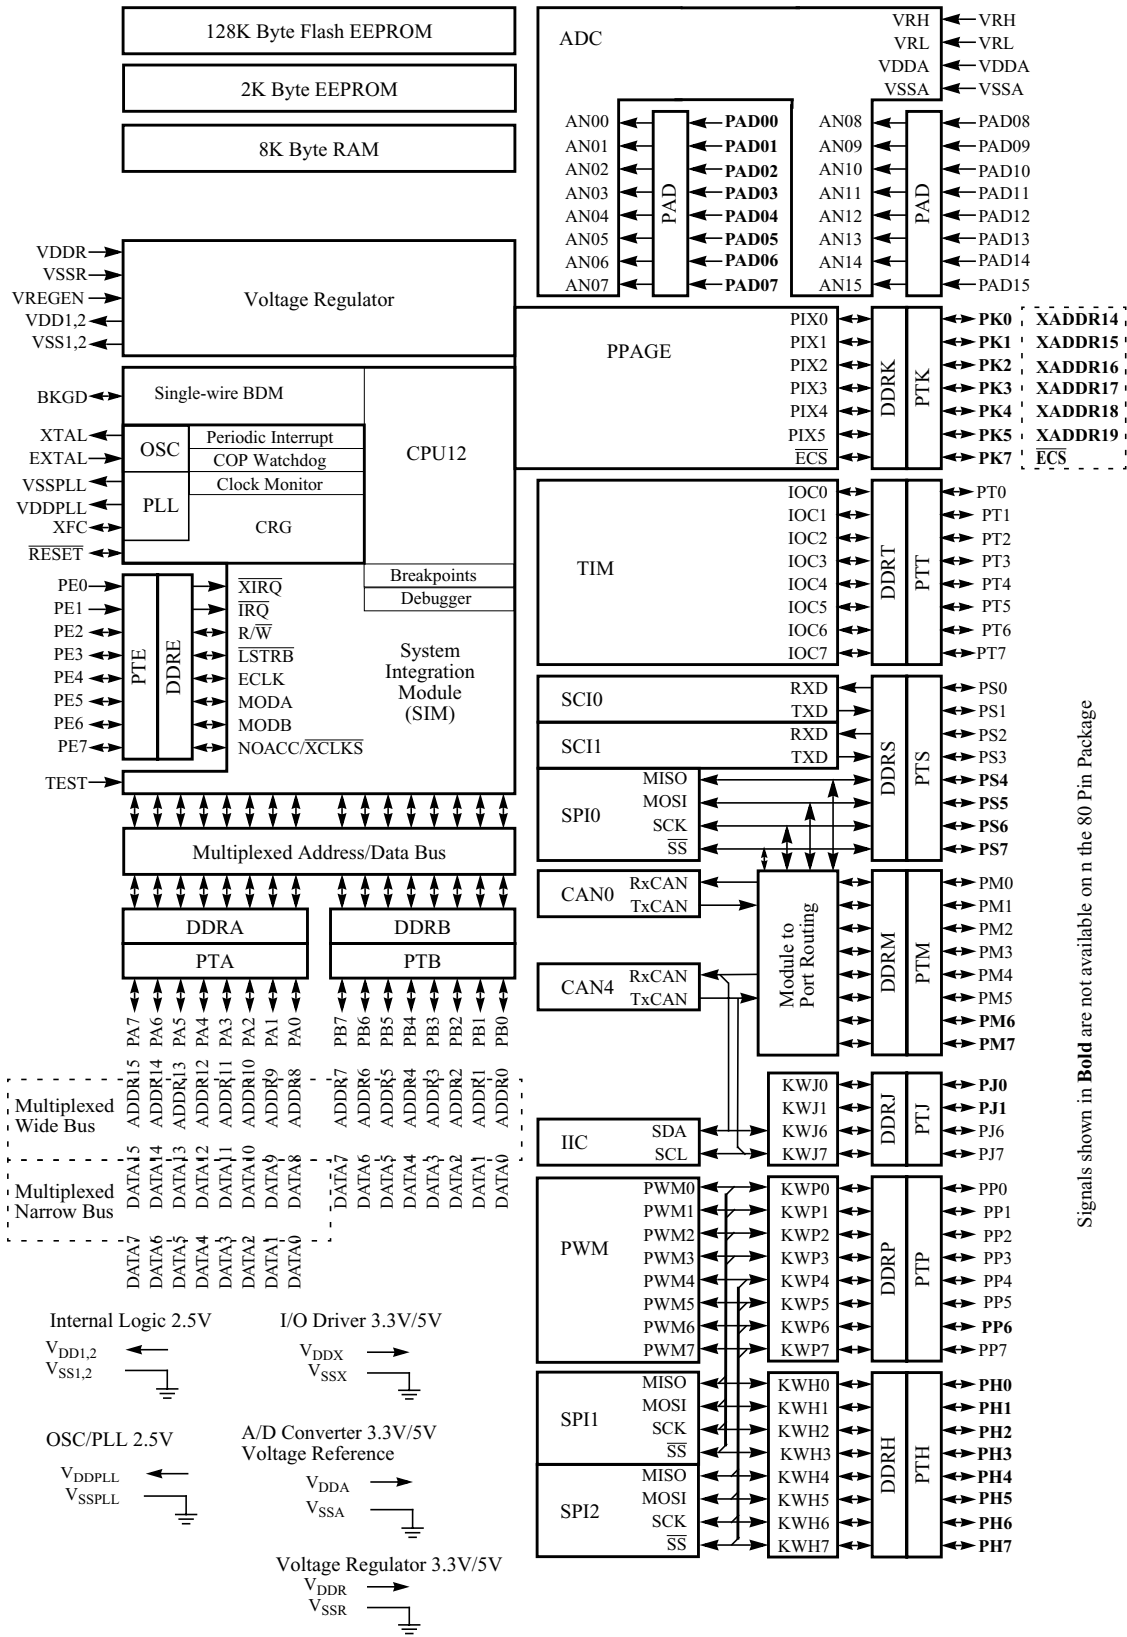 128K Byte Flash EEPROM
2K Byte EEPROM
8K Byte RAM
VDDR
VSSR
VREGEN
VDD1,2
VSS1,2
Voltage Regulator
BKGD
XTAL
EXTAL
VSSPLL
VDDPLL
XFC
RESET
Single-wire BDM
OSC
PLL
Periodic Interrupt
COP Watchdog
Clock Monitor
CRG
CPU12
Breakpoints
Debugger
PE0
PE1
PE2
PE3
PE4
PE5
PE6
PE7
TEST
PTE
DDRE
XIRQ
IRQ
R/W
LSTRB
ECLK
MODA
MODB
NOACC/XCLKS
System
Integration
Module
(SIM)
Multiplexed Address/Data Bus
DDRA
PTA
DDRB
PTB
PA7 PA6 PA5 PA4 PA3 PA2 PA1 PA0
PB7 PB6 PB5 PB4 PB3 PB2 PB1 PB0
Multiplexed
Wide Bus
ADDR15 ADDR14 ADDR13 ADDR12 ADDR11 ADDR10 ADDR9 ADDR8
ADDR7 ADDR6 ADDR5 ADDR4 ADDR3 ADDR2 ADDR1 ADDR0
DATA15 DATA14 DATA13 DATA12 DATA11 DATA10 DATA9 DATA8
DATA7 DATA6 DATA5 DATA4 DATA3 DATA2 DATA1 DATA0
Multiplexed
Narrow Bus
DATA7 DATA6 DATA5 DATA4 DATA3 DATA2 DATA1 DATA0
Internal Logic 2.5V
VDD1,2
VSS1,2
I/O Driver 3.3V/5V
VDDX
VSSX
OSC/PLL 2.5V
VDDPLL
VSSPLL
A/D Converter 3.3V/5V
Voltage Reference
VDDA
VSSA
Voltage Regulator 3.3V/5V
VDDR
VSSR
ADC
VRH VRH
VRL VRL
VDDA VDDA
VSSA VSSA
PAD
AN00 PAD00
AN01 PAD01
AN02 PAD02
AN03 PAD03
AN04 PAD04
AN05 PAD05
AN06 PAD06
AN07 PAD07
PAD
AN08 PAD08
AN09 PAD09
AN10 PAD10
AN11 PAD11
AN12 PAD12
AN13 PAD13
AN14 PAD14
AN15 PAD15
PPAGE
DDRK
PTK
PIX0 PK0 XADDR14
PIX1 PK1 XADDR15
PIX2 PK2 XADDR16
PIX3 PK3 XADDR17
PIX4 PK4 XADDR18
PIX5 PK5 XADDR19
ECS PK7 ECS
TIM
DDRT
PTT
IOC0 PT0
IOC1 PT1
IOC2 PT2
IOC3 PT3
IOC4 PT4
IOC5 PT5
IOC6 PT6
IOC7 PT7
SCI0
SCI1
SPI0
DDRS
PTS
RXD PS0
TXD PS1
RXD PS2
TXD PS3
MISO PS4
MOSI PS5
SCK PS6
SS PS7
CAN0
RxCAN
TxCAN
CAN4
RxCAN
TxCAN
Module to
Port Routing
DDRM
PTM
PM0
PM1
PM2
PM3
PM4
PM5
PM6
PM7
IIC
SDA
SCL
DDRJ
PTJ
KWJ0 PJ0
KWJ1 PJ1
KWJ6 PJ6
KWJ7 PJ7
PWM
DDRP
PTP
PWM0 KWP0 PP0
PWM1 KWP1 PP1
PWM2 KWP2 PP2
PWM3 KWP3 PP3
PWM4 KWP4 PP4
PWM5 KWP5 PP5
PWM6 KWP6 PP6
PWM7 KWP7 PP7
SPI1
SPI2
DDRH
PTH
MISO KWH0 PH0
MOSI KWH1 PH1
SCK KWH2 PH2
SS KWH3 PH3
MISO KWH4 PH4
MOSI KWH5 PH5
SCK KWH6 PH6
SS KWH7 PH7
Signals shown in Bold are not available on n the 80 Pin Package